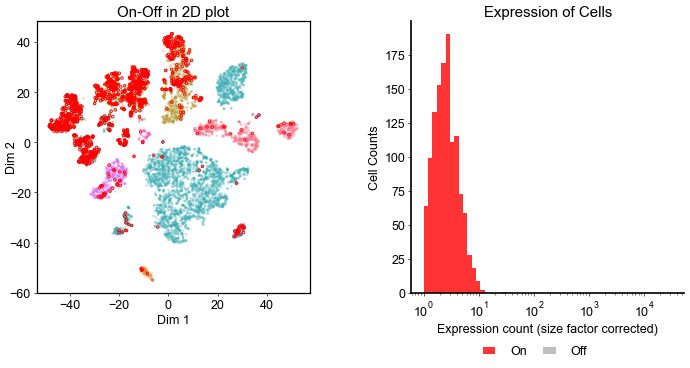 On-Off in 2D plot
40
20
0
−20
−40
−60
Dim 2
−40 −20 0 20 40
Dim 1
Expression of Cells
175
150
125
100
75
50
25
0
Cell Counts
10^0 10^1 10^2 10^3 10^4
Expression count (size factor corrected)
On Off